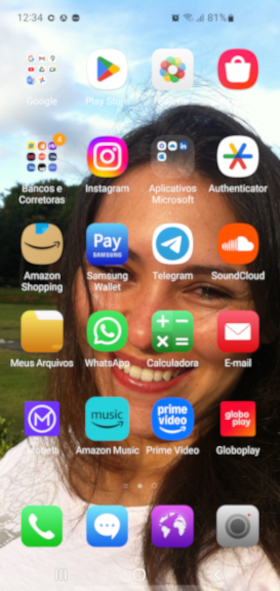 12:34
81%
Google
Play Store
Bancos e
Corretoras
4
Instagram
Aplicativos
Microsoft
Authenticator
Amazon
Shopping
Pay
SAMSUNG
Samsung
Wallet
Telegram
SoundCloud
Meus Arquivos
WhatsApp
Calculadora
E-mail
music
Amazon Music
prime
video
Prime Video
globo
play
Globoplay